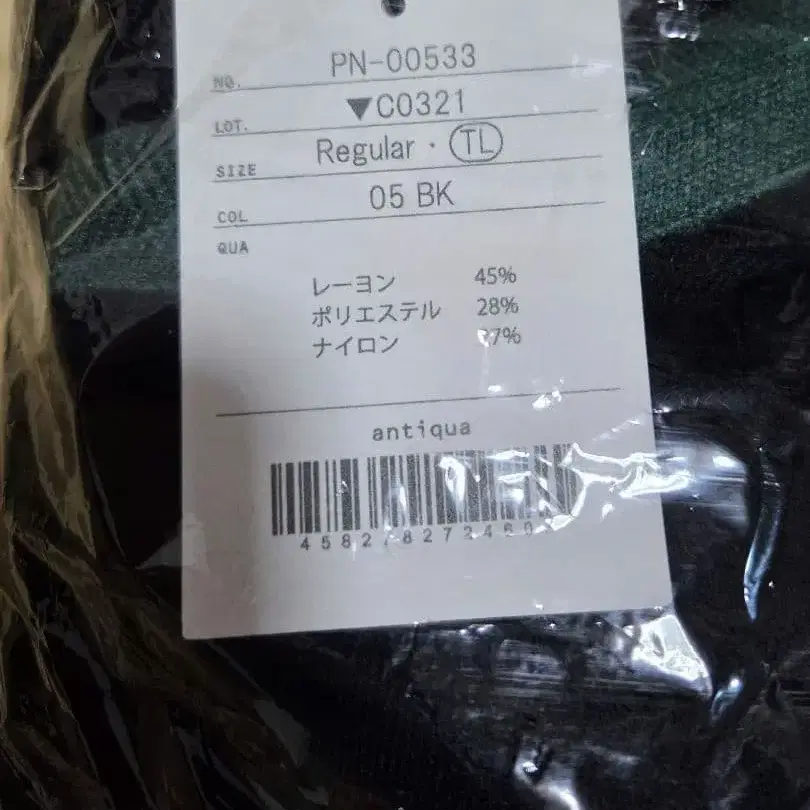 NO. PN-00533
LOT. ▼C0321
SIZE Regular · TL
COL 05 BK
QUA
レーヨン 45%
ポリエステル 28%
ナイロン
antiqua